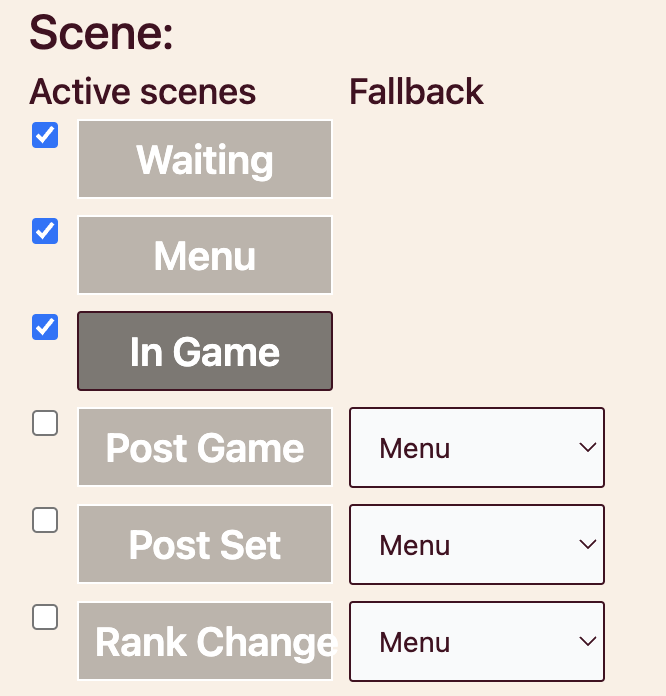 Scene:
Active scenes Fallback
Waiting
Menu
In Game
Post Game Menu
Post Set Menu
Rank Change Menu